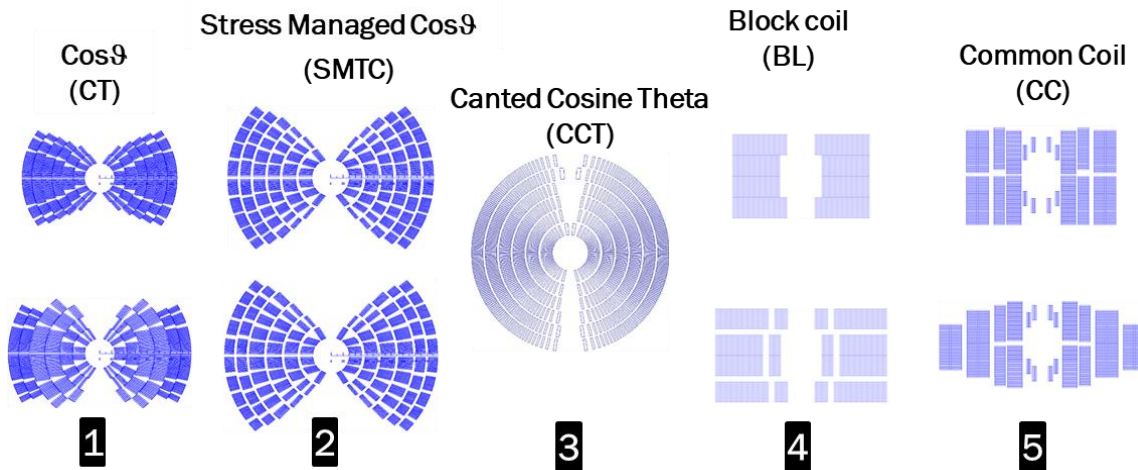 Cosϑ
(CT)
Stress Managed Cosϑ
(SMTC)
Canted Cosine Theta
(CCT)
Block coil
(BL)
Common Coil
(CC)
1
2
3
4
5